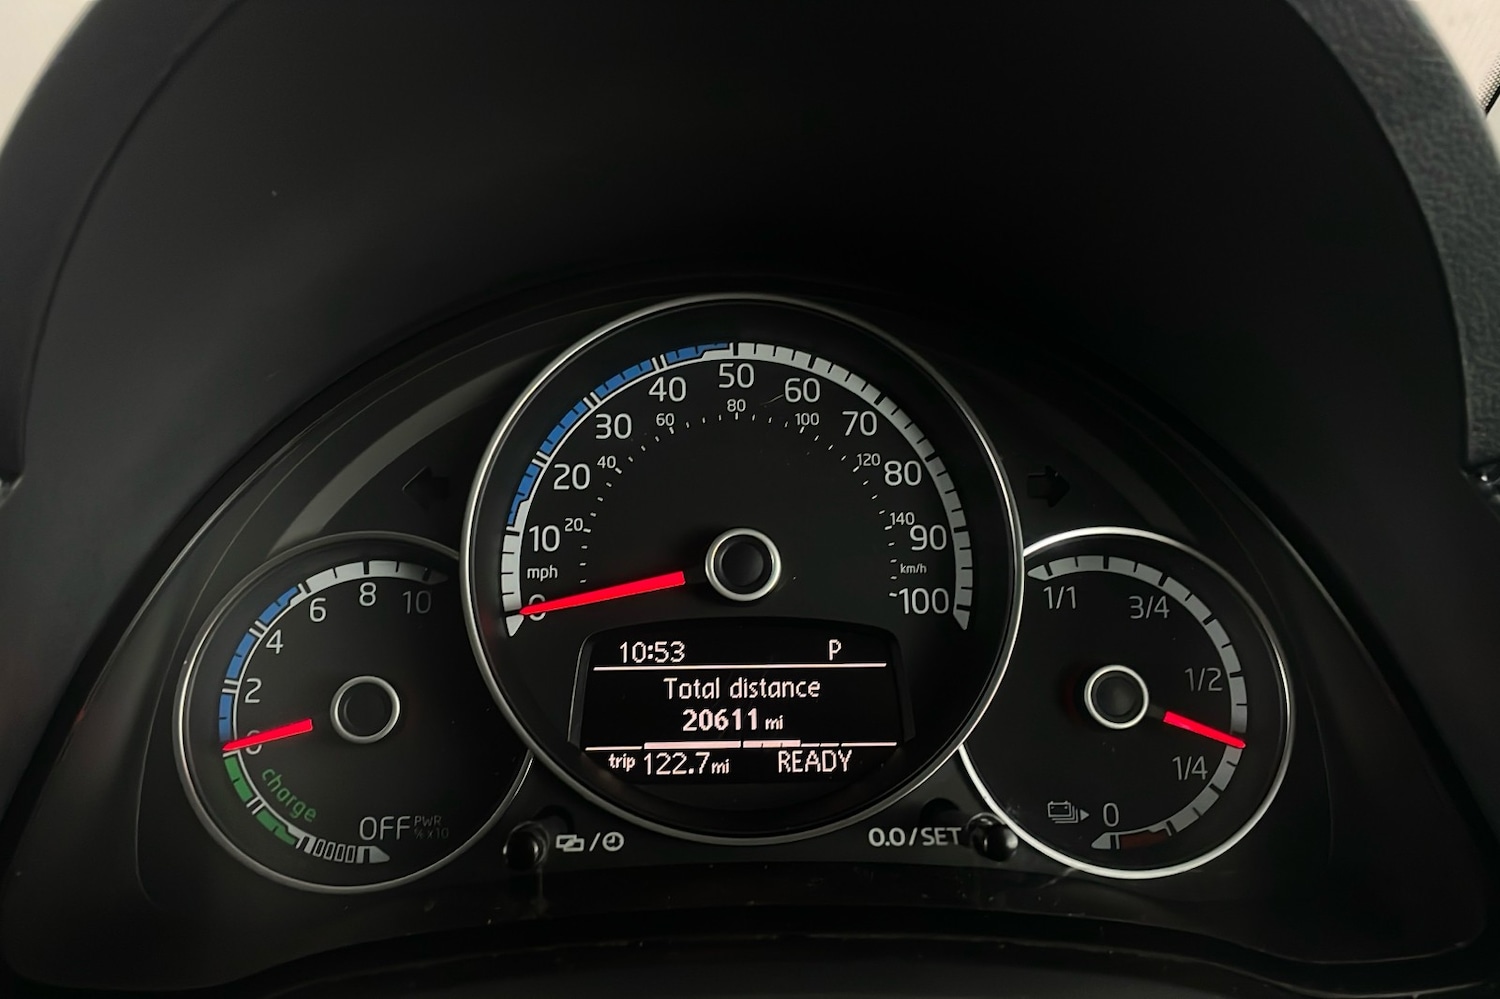 0
10
20
30
40
50
60
70
80
90
100
mph
20
40
60
80
100
120
140
km/h
10:53 P
Total distance
20611 mi
trip 122.7 mi READY
0
2
4
6
8
10
charge
OFF PWR
%x10
1/1
3/4
1/2
1/4
0
0.0/SET